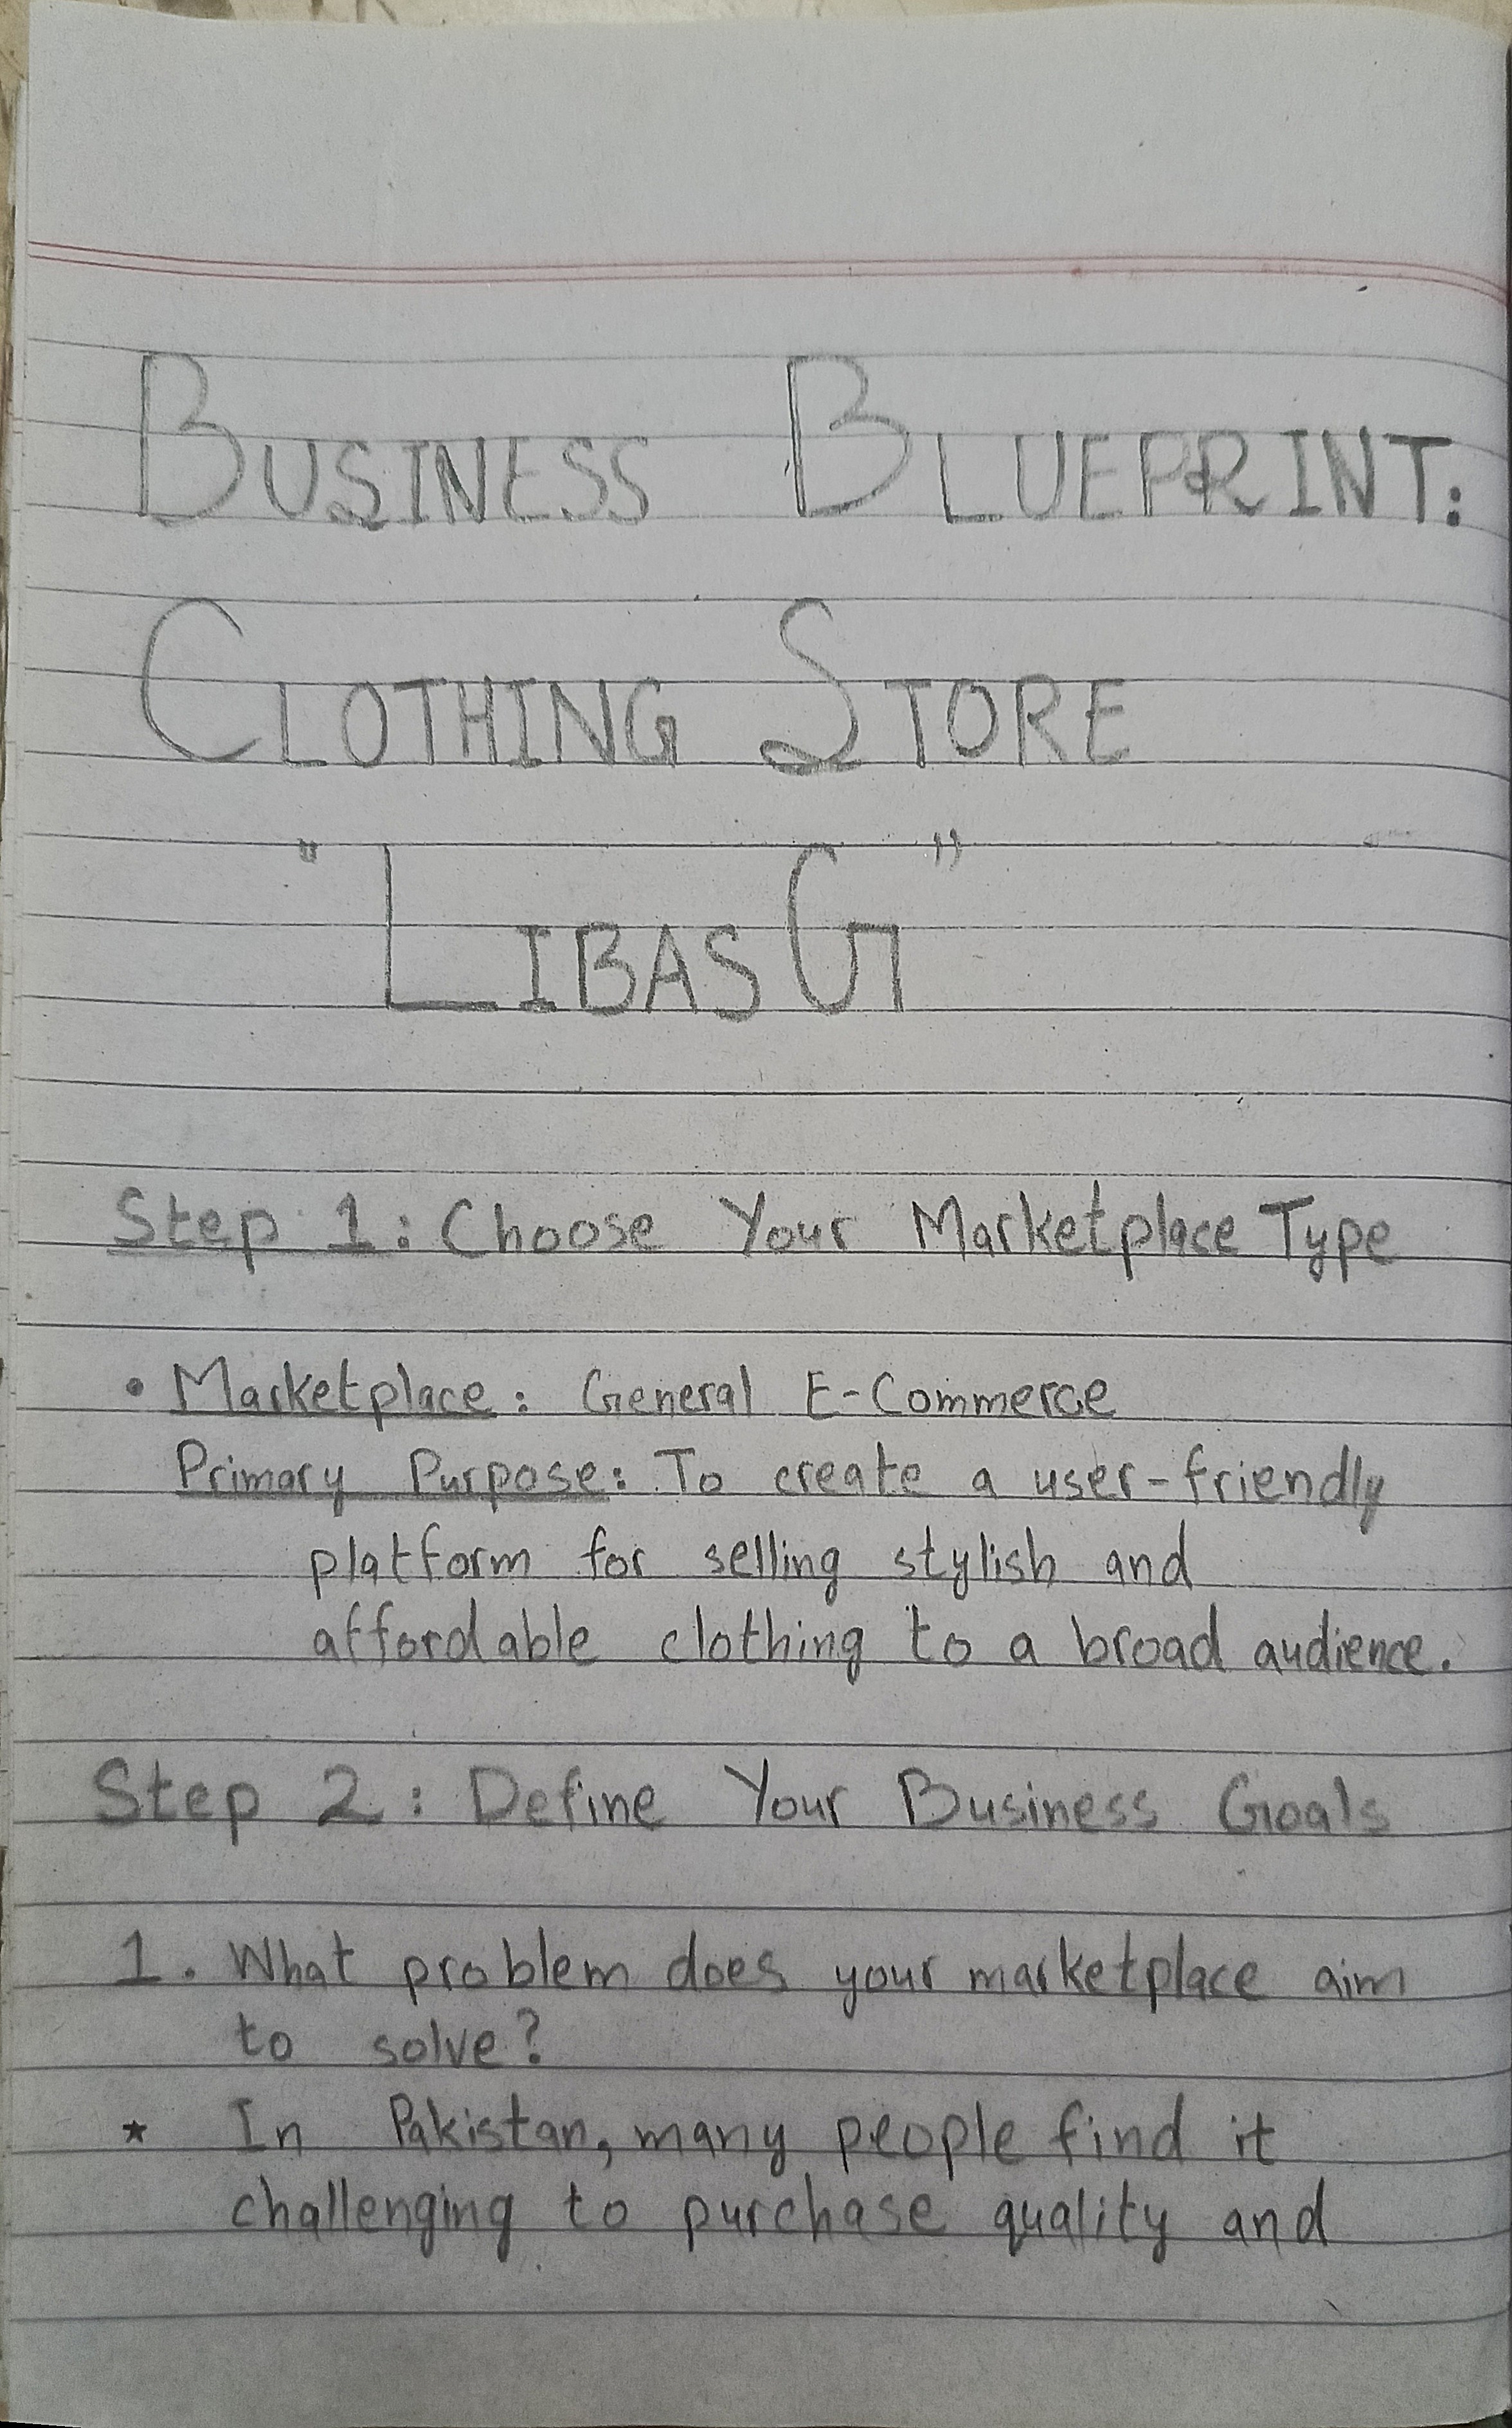 BUSINESS BLUEPRINT:
CLOTHING STORE
"LIBASG"
Step 1: Choose Your Marketplace Type
• Marketplace: General E-Commerce
Primary Purpose: To create a user-friendly
platform for selling stylish and
affordable clothing to a broad audience.
Step 2: Define Your Business Goals
1. What problem does your marketplace aim
to solve?
* In Pakistan, many people find it
challenging to purchase quality and